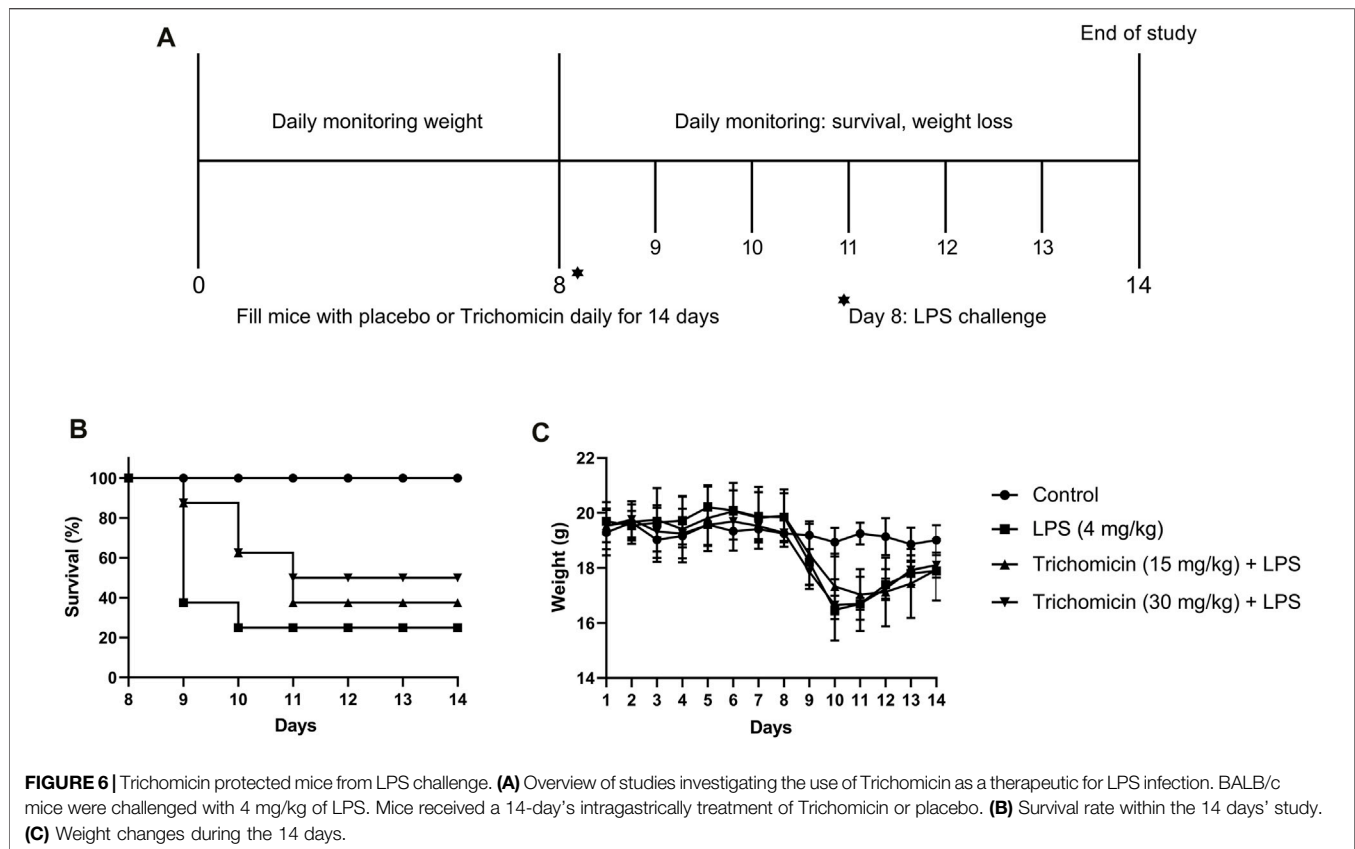 A
End of study
Daily monitoring weight
Daily monitoring: survival, weight loss
9
10
11
12
13
0
8
14
Fill mice with placebo or Trichomicin daily for 14 days
Day 8: LPS challenge
B
Survival (%)
100
80
60
40
20
0
8 9 10 11 12 13 14
Days
C
Weight (g)
22
20
18
16
14
1 2 3 4 5 6 7 8 9 10 11 12 13 14
Days
Control
LPS (4 mg/kg)
Trichomicin (15 mg/kg) + LPS
Trichomicin (30 mg/kg) + LPS
FIGURE 6 | Trichomicin protected mice from LPS challenge. (A) Overview of studies investigating the use of Trichomicin as a therapeutic for LPS infection. BALB/c
mice were challenged with 4 mg/kg of LPS. Mice received a 14-day's intragastrically treatment of Trichomicin or placebo. (B) Survival rate within the 14 days' study.
(C) Weight changes during the 14 days.